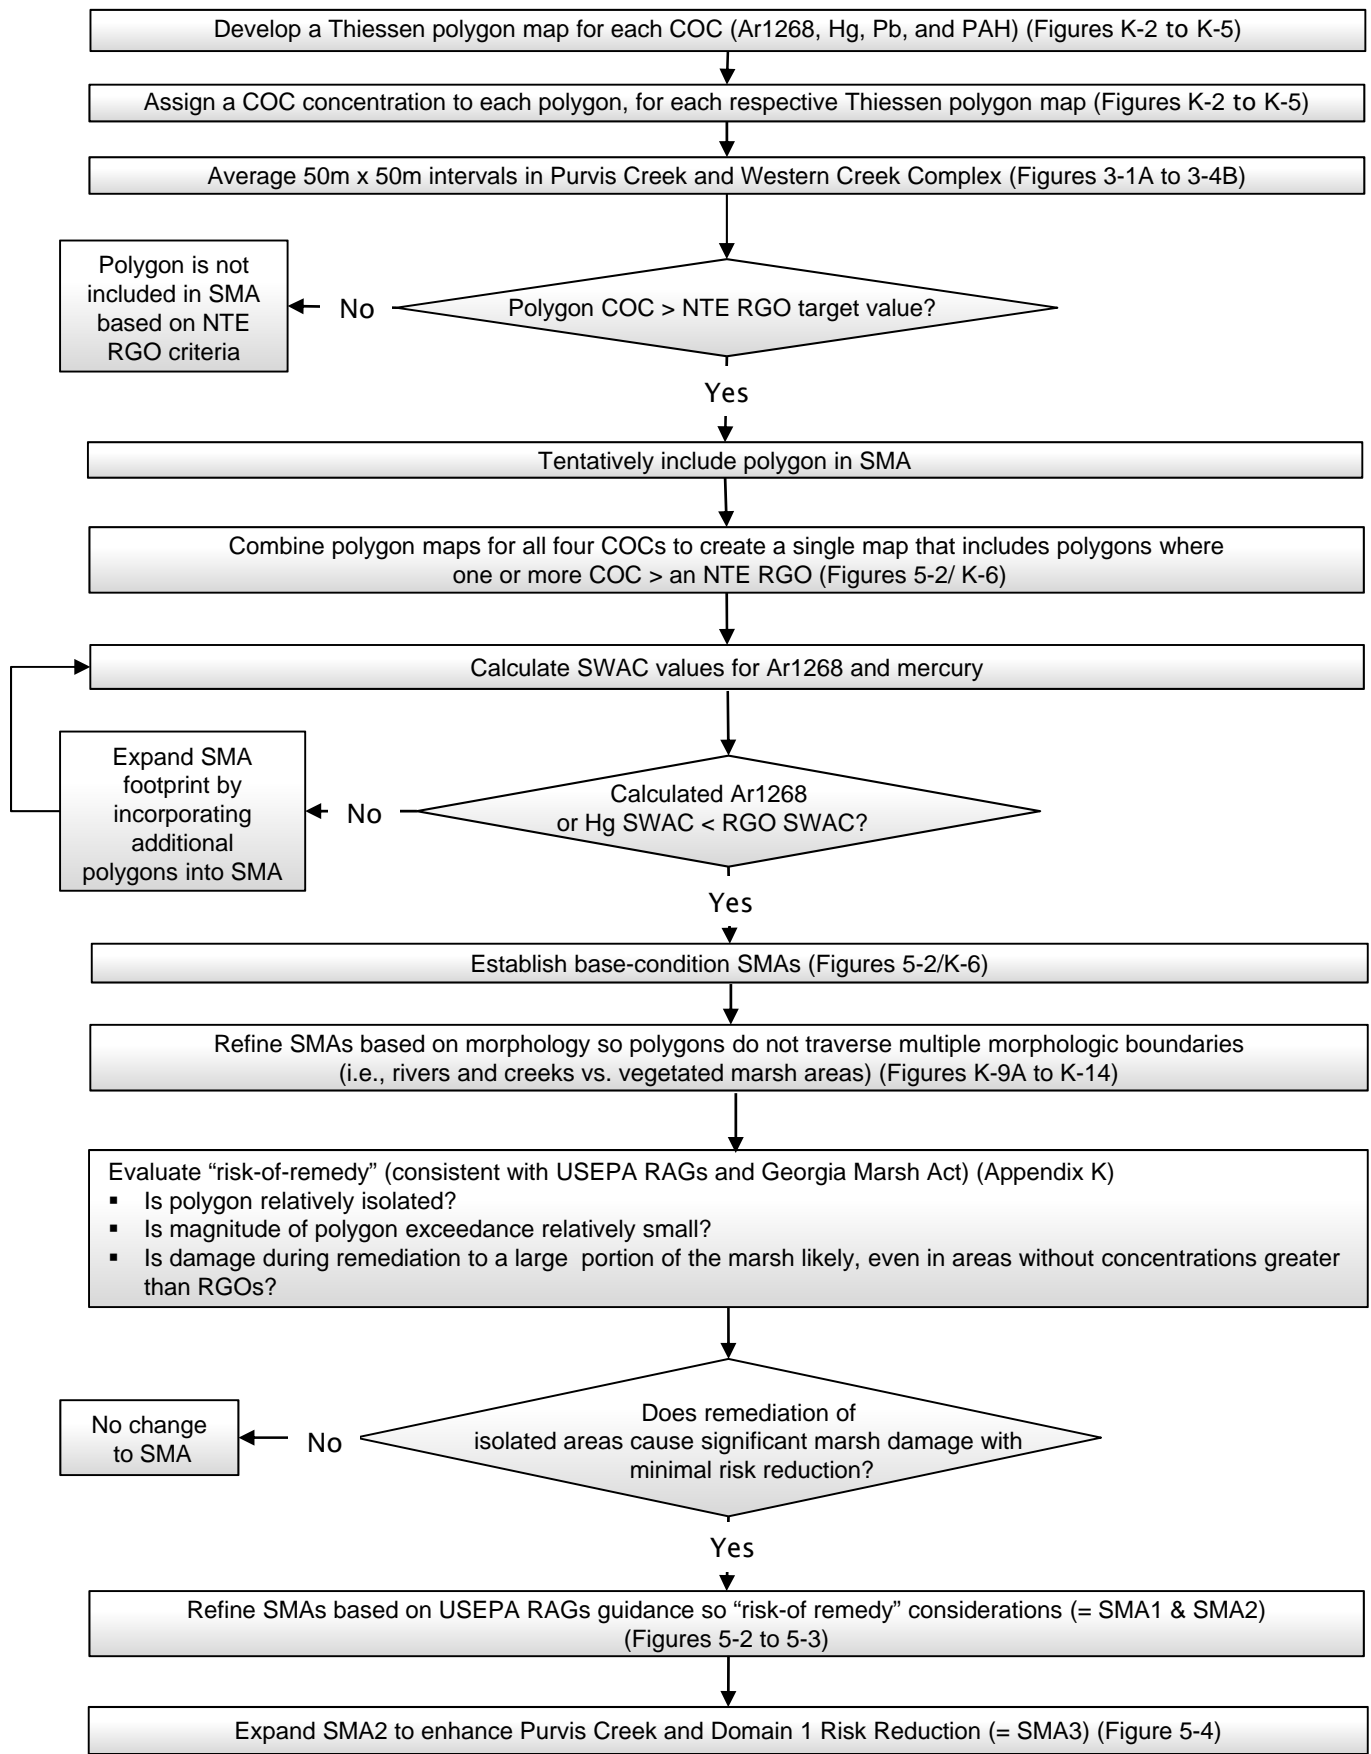 Develop a Thiessen polygon map for each COC (Ar1268, Hg, Pb, and PAH) (Figures K-2 to K-5)
Assign a COC concentration to each polygon, for each respective Thiessen polygon map (Figures K-2 to K-5)
Average 50m x 50m intervals in Purvis Creek and Western Creek Complex (Figures 3-1A to 3-4B)
Polygon COC > NTE RGO target value?
No
Polygon is not
included in SMA
based on NTE
RGO criteria
Yes
Tentatively include polygon in SMA
Combine polygon maps for all four COCs to create a single map that includes polygons where
one or more COC > an NTE RGO (Figures 5-2/ K-6)
Calculate SWAC values for Ar1268 and mercury
Calculated Ar1268
or Hg SWAC < RGO SWAC?
No
Expand SMA
footprint by
incorporating
additional
polygons into SMA
Yes
Establish base-condition SMAs (Figures 5-2/K-6)
Refine SMAs based on morphology so polygons do not traverse multiple morphologic boundaries
(i.e., rivers and creeks vs. vegetated marsh areas) (Figures K-9A to K-14)
Evaluate “risk-of-remedy” (consistent with USEPA RAGs and Georgia Marsh Act) (Appendix K)
▪ Is polygon relatively isolated?
▪ Is magnitude of polygon exceedance relatively small?
▪ Is damage during remediation to a large portion of the marsh likely, even in areas without concentrations greater
than RGOs?
Does remediation of
isolated areas cause significant marsh damage with
minimal risk reduction?
No
No change
to SMA
Yes
Refine SMAs based on USEPA RAGs guidance so “risk-of remedy” considerations (= SMA1 & SMA2)
(Figures 5-2 to 5-3)
Expand SMA2 to enhance Purvis Creek and Domain 1 Risk Reduction (= SMA3) (Figure 5-4)